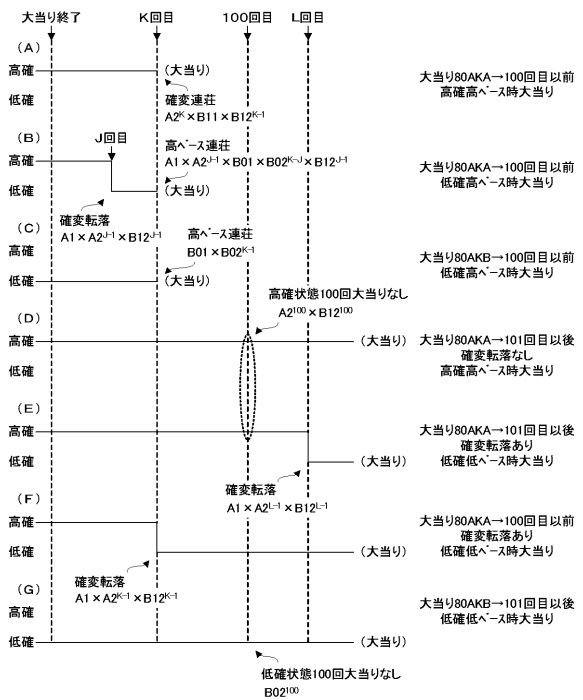 大当り終了 K回目 100回目 L回目
(A)
高確 (大当り)
低確
確変連荘
A2^K×B11×B12^K-1
大当り80AKA→100回目以前
高確高ベース時大当り
(B)
J回目
高確
低確 (大当り)
高ベース連荘
A1×A2^J-1×B01×B02^K-J×B12^J-1
確変転落
A1×A2^J-1×B12^J-1
大当り80AKA→100回目以前
低確高ベース時大当り
(C)
高確
低確 (大当り)
高ベース連荘
B01×B02^K-1
大当り80AKB→100回目以前
低確高ベース時大当り
(D)
高確状態100回大当りなし
A2^100×B12^100
高確 (大当り)
低確
大当り80AKA→101回目以後
確変転落なし
高確高ベース時大当り
(E)
高確
低確 (大当り)
確変転落
A1×A2^L-1×B12^L-1
大当り80AKA→101回目以後
確変転落あり
低確低ベース時大当り
(F)
高確
低確 (大当り)
確変転落
A1×A2^K-1×B12^K-1
大当り80AKA→100回目以前
確変転落あり
低確低ベース時大当り
(G)
高確
低確 (大当り)
低確状態100回大当りなし
B02^100
大当り80AKB→101回目以後
低確低ベース時大当り